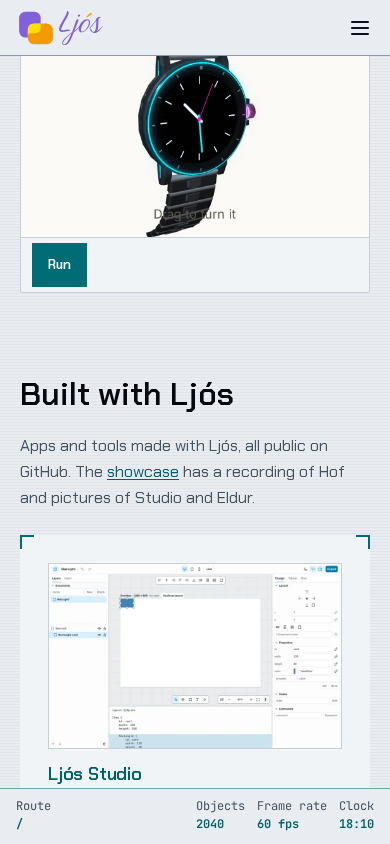 Ljós
Drag to turn it
Run
Built with Ljós
Apps and tools made with Ljós, all public on
GitHub. The showcase has a recording of Hof
and pictures of Studio and Eldur.
Ljós Studio
Route
/
Objects
2040
Frame rate
60 fps
Clock
18:10